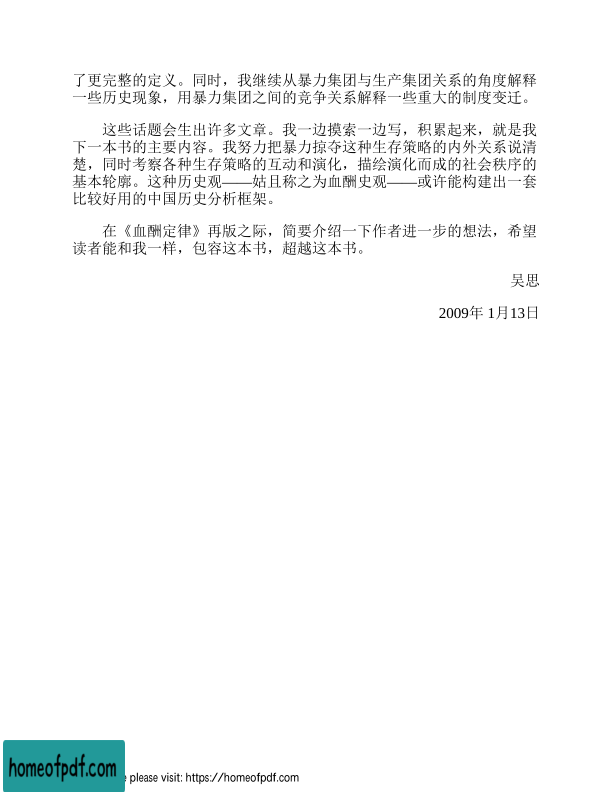 了更完整的定义。同时，我继续从暴力集团与生产集团关系的角度解释
一些历史现象，用暴力集团之间的竞争关系解释一些重大的制度变迁。
这些话题会生出许多文章。我一边摸索一边写，积累起来，就是我
下一本书的主要内容。我努力把暴力掠夺这种生存策略的内外关系说清
楚，同时考察各种生存策略的互动和演化，描绘演化而成的社会秩序的
基本轮廓。这种历史观——姑且称之为血酬史观——或许能构建出一套
比较好用的中国历史分析框架。
在《血酬定律》再版之际，简要介绍一下作者进一步的想法，希望
读者能和我一样，包容这本书，超越这本书。
吴思
2009年 1月13日
homeofpdf.com
please visit: https://homeofpdf.com